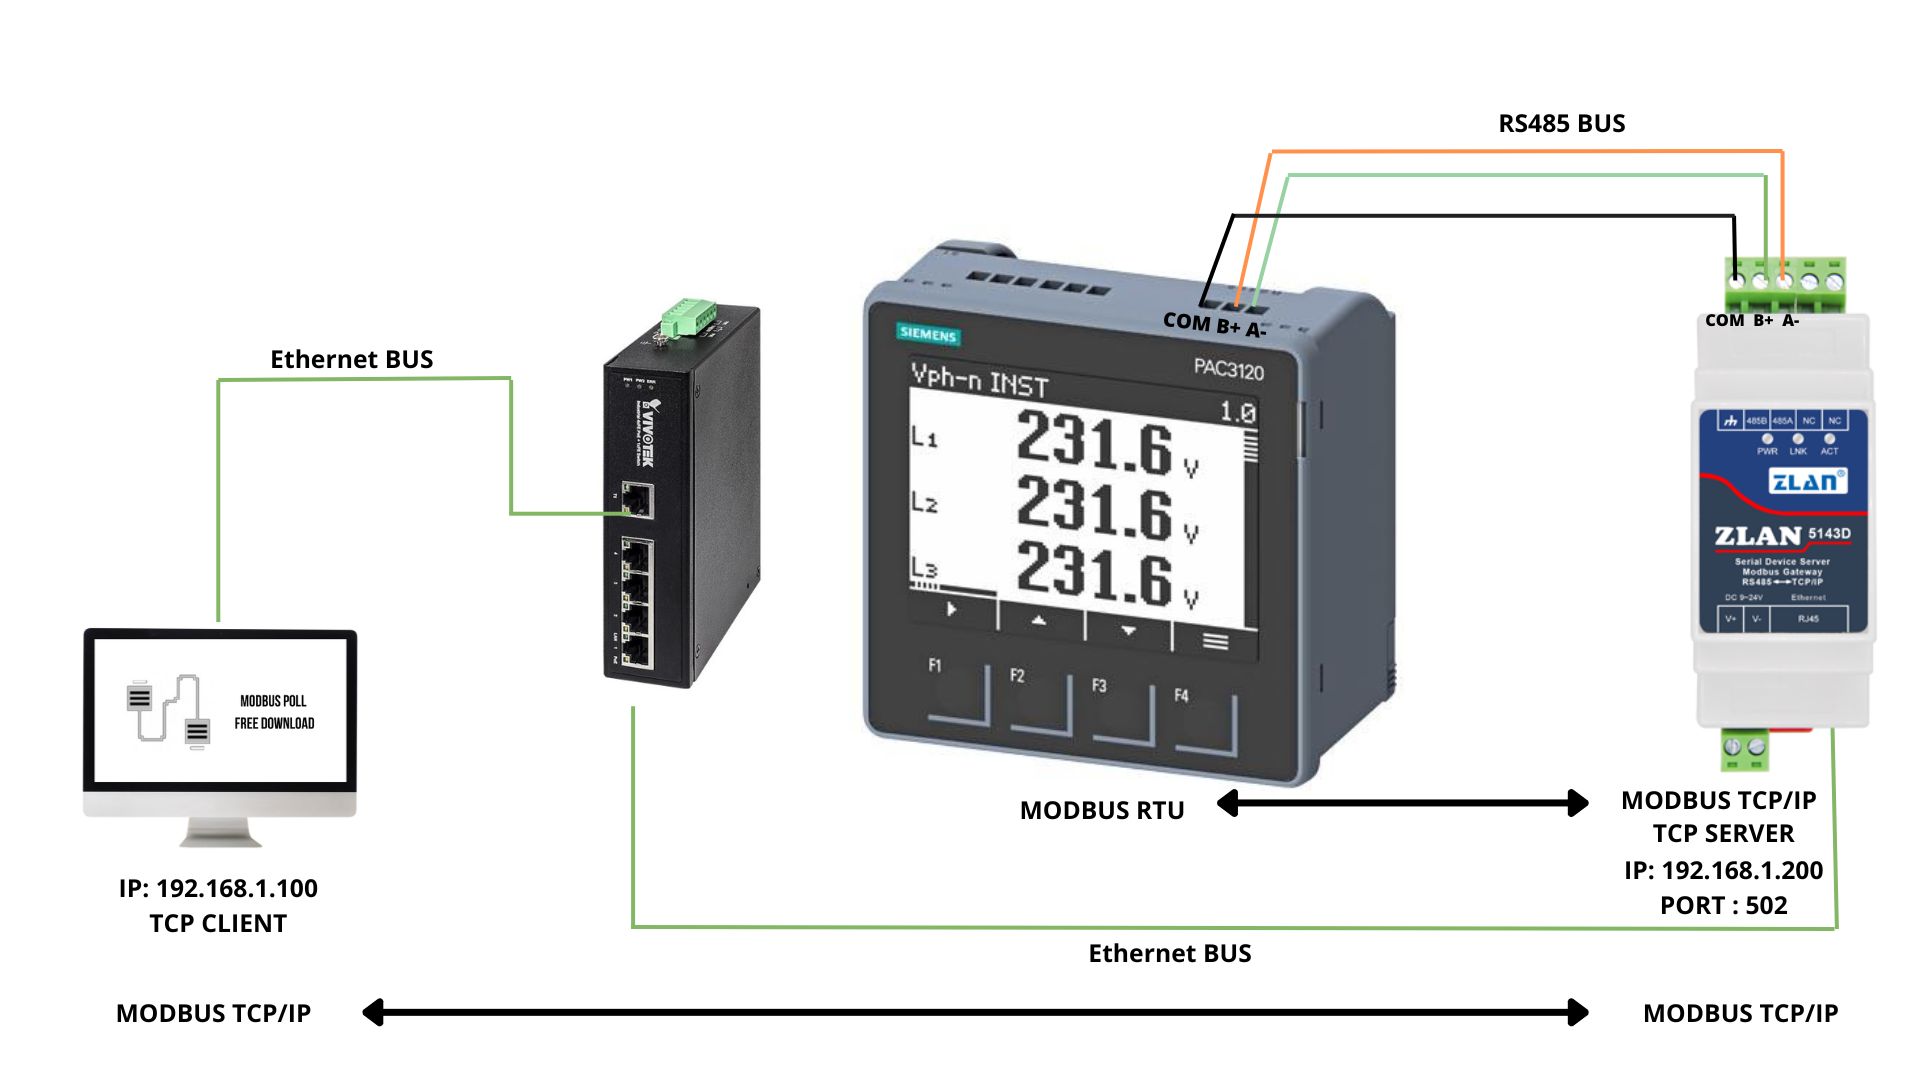 RS485 BUS
COM B+ A-
COM B+ A-
SIEMENS
PAC3120
Vph-n INST
1.0
L1 231.6 V
L2 231.6 V
L3 231.6 V
F1 F2 F3 F4
Ethernet BUS
VIVOTEK
MODBUS POLL
FREE DOWNLOAD
485B 485A NC NC
PWR LNK ACT
ZLAN®
ZLAN 5143D
Serial Device Server
Modbus Gateway
RS485 TCP/IP
DC 9~24V Ethernet
V+ V- RJ45
MODBUS RTU
MODBUS TCP/IP
TCP SERVER
IP: 192.168.1.200
PORT : 502
IP: 192.168.1.100
TCP CLIENT
Ethernet BUS
MODBUS TCP/IP
MODBUS TCP/IP